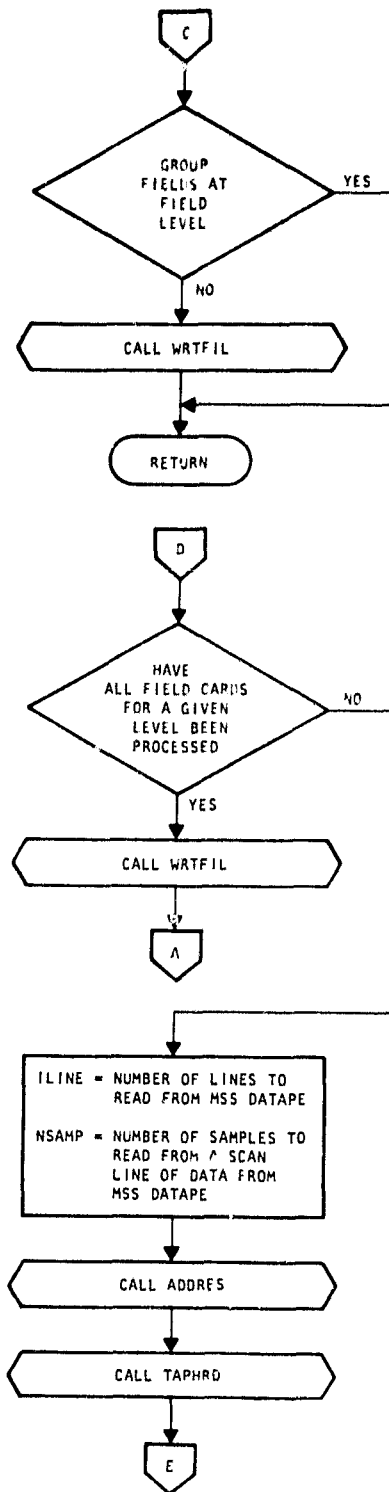 C
GROUP
FIELDS AT
FIELD
LEVEL
YES
NO
CALL WRTFIL
RETURN
D
HAVE
ALL FIELD CARDS
FOR A GIVEN
LEVEL BEEN
PROCESSED
NO
YES
CALL WRTFIL
A
ILINE = NUMBER OF LINES TO
READ FROM MSS DATAPE
NSAMP = NUMBER OF SAMPLES TO
READ FROM A SCAN
LINE OF DATA FROM
MSS DATAPE
CALL ADDRES
CALL TAPHRD
E